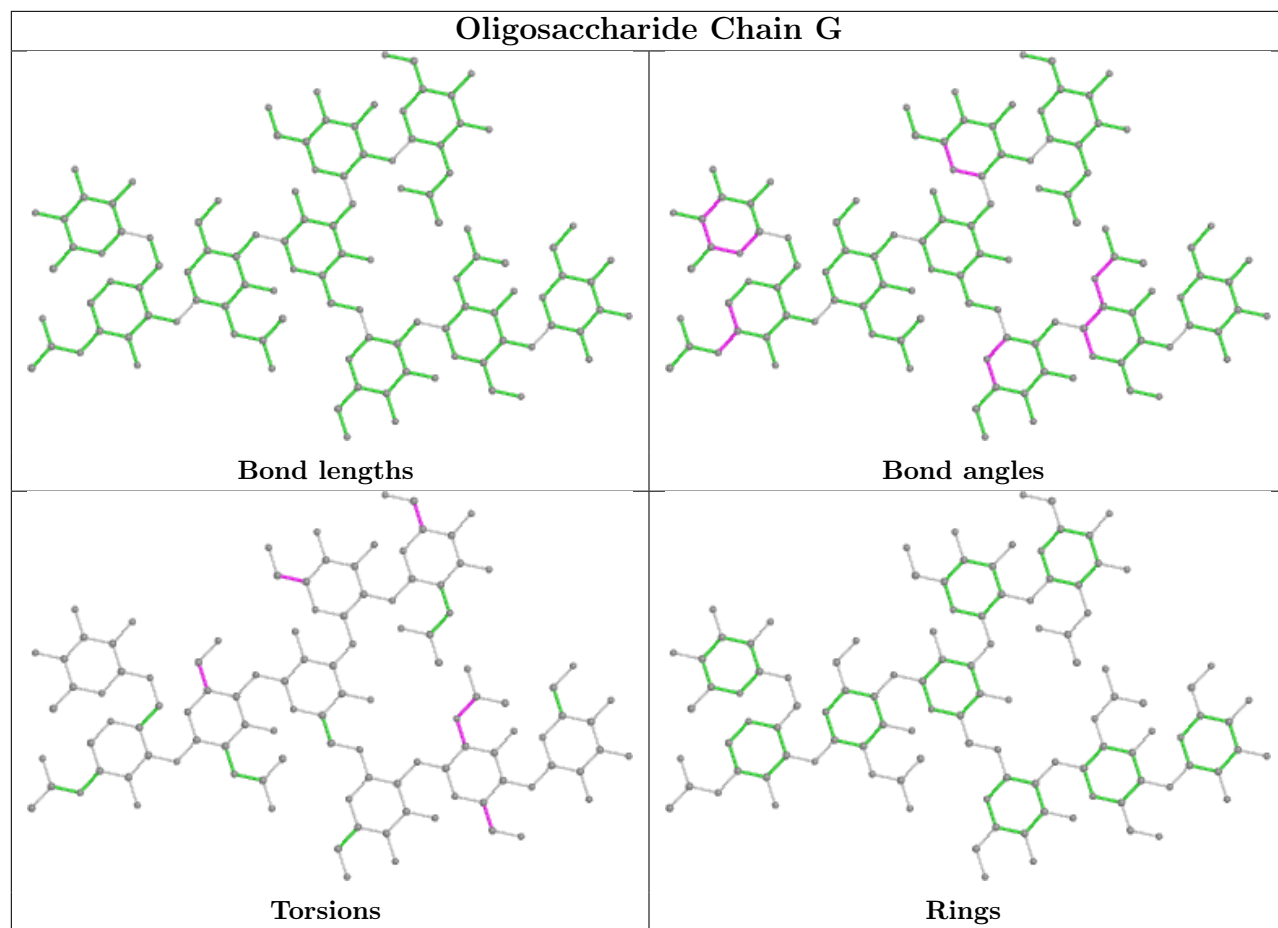 Oligosaccharide Chain G
Bond lengths
Bond angles
Torsions
Rings